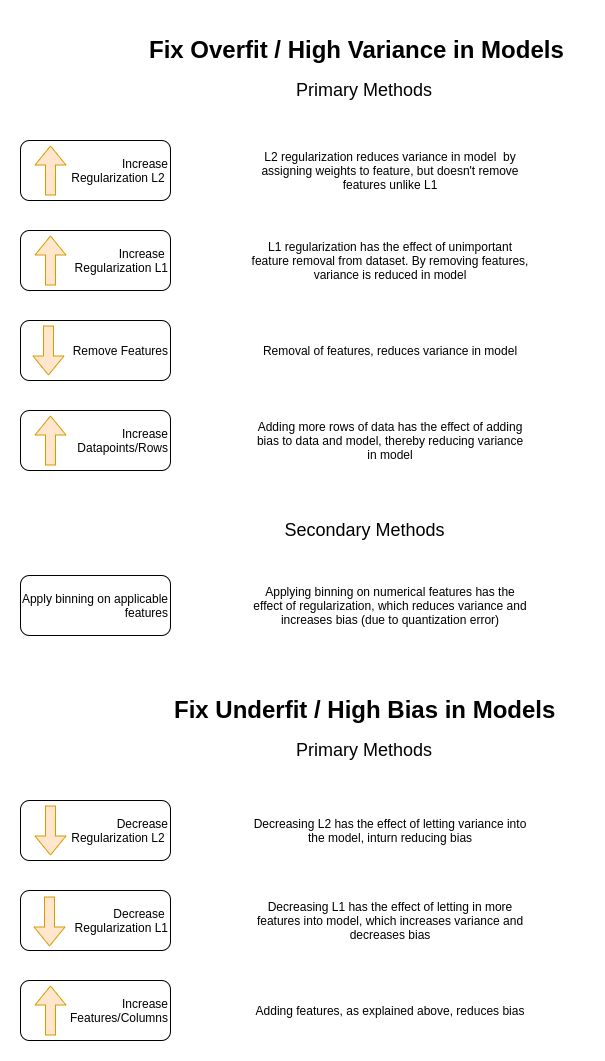 Fix Overfit / High Variance in Models
Primary Methods
Increase
Regularization L2
L2 regularization reduces variance in model  by
assigning weights to feature, but doesn't remove
features unlike L1
Increase
Regularization L1
L1 regularization has the effect of unimportant
feature removal from dataset. By removing features,
variance is reduced in model
Remove Features
Removal of features, reduces variance in model
Increase
Datapoints/Rows
Adding more rows of data has the effect of adding
bias to data and model, thereby reducing variance
in model
Secondary Methods
Apply binning on applicable
features
Applying binning on numerical features has the
effect of regularization, which reduces variance and
increases bias (due to quantization error)
Fix Underfit / High Bias in Models
Primary Methods
Decrease
Regularization L2
Decreasing L2 has the effect of letting variance into
the model, inturn reducing bias
Decrease
Regularization L1
Decreasing L1 has the effect of letting in more
features into model, which increases variance and
decreases bias
Increase
Features/Columns
Adding features, as explained above, reduces bias